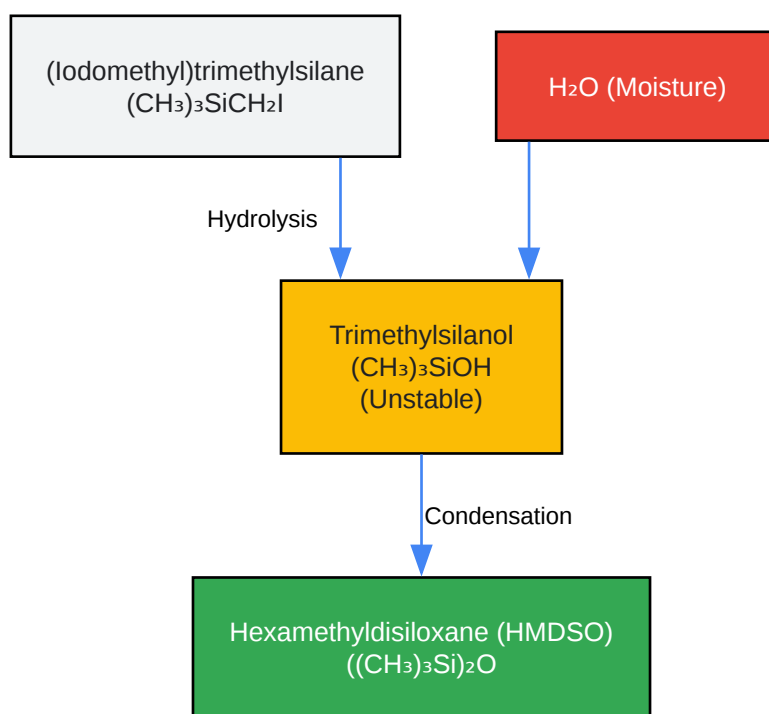 (Iodomethyl)trimethylsilane
(CH₃)₃SiCH₂I
H₂O (Moisture)
Hydrolysis
Trimethylsilanol
(CH₃)₃SiOH
(Unstable)
Condensation
Hexamethyldisiloxane (HMDSO)
((CH₃)₃Si)₂O